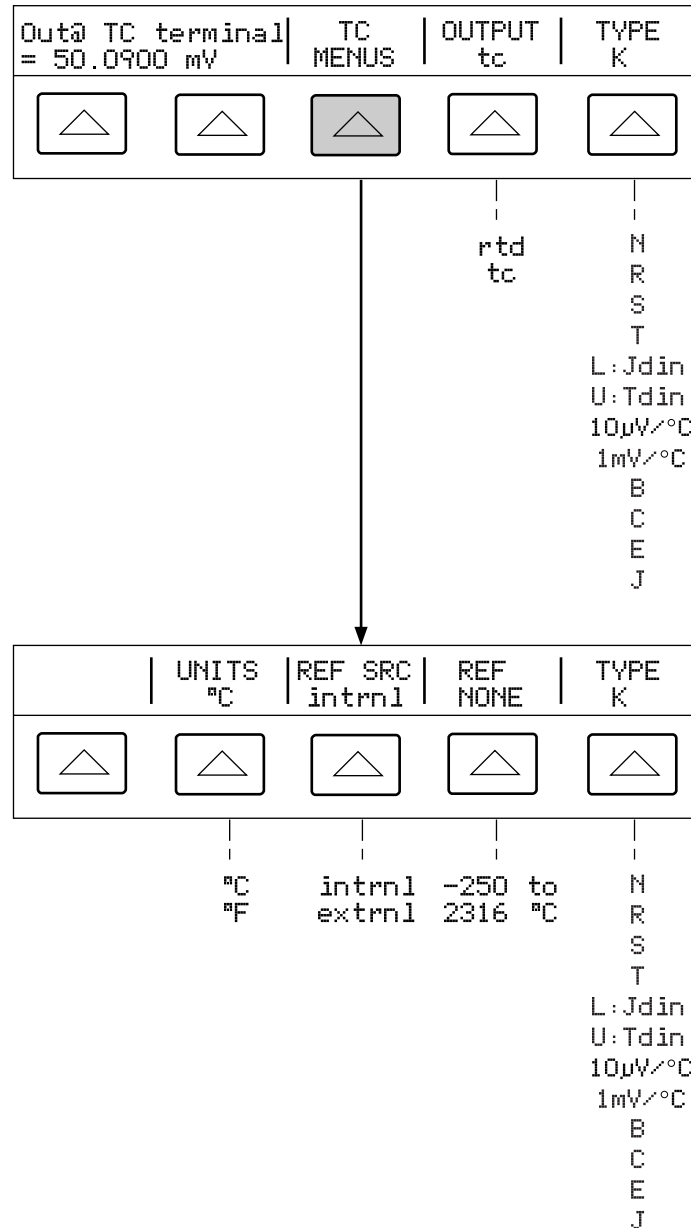 Out@ TC terminal
= 50.0900 mV
TC
MENUS
OUTPUT
tc
TYPE
K
rtd
tc
N
R
S
T
L:Jdin
U:Tdin
10µV/°C
1mV/°C
B
C
E
J
UNITS
°C
REF SRC
intrnl
REF
NONE
TYPE
K
°C
°F
intrnl
extrnl
-250 to
2316 °C
N
R
S
T
L:Jdin
U:Tdin
10µV/°C
1mV/°C
B
C
E
J